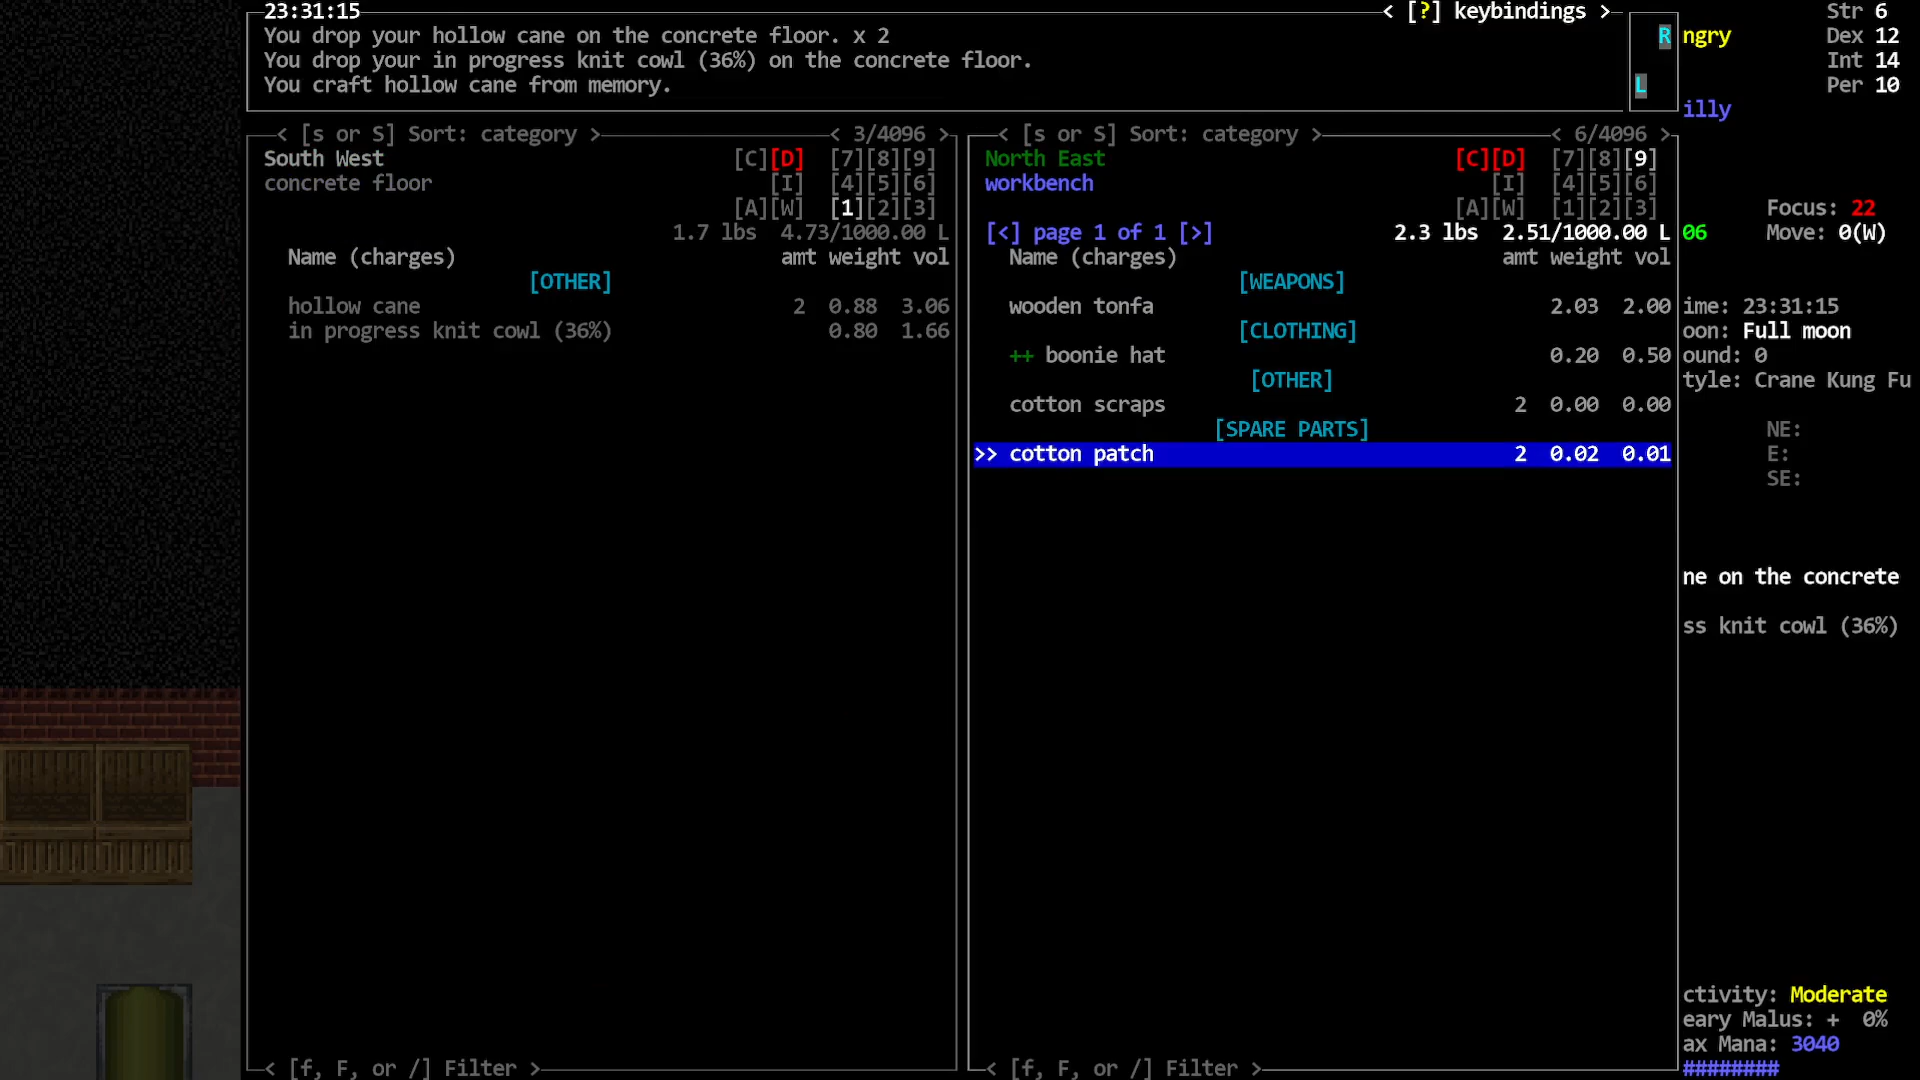 23:31:15 < [?] keybindings > Str 6
You drop your hollow cane on the concrete floor. x 2 R ngry Dex 12
You drop your in progress knit cowl (36%) on the concrete floor. Int 14
You craft hollow cane from memory. L Per 10
illy
< [s or S] Sort: category > < 3/4096 > < [s or S] Sort: category > < 6/4096 >
South West [C][D] [7][8][9] North East [C][D] [7][8][9]
concrete floor [I] [4][5][6] workbench [I] [4][5][6]
[A][W] [1][2][3] [A][W] [1][2][3] Focus: 22
1.7 lbs 4.73/1000.00 L [<] page 1 of 1 [>] 2.3 lbs 2.51/1000.00 L 06 Move: 0(W)
Name (charges) amt weight vol Name (charges) amt weight vol
[OTHER] [WEAPONS]
hollow cane 2 0.88 3.06 wooden tonfa 2.03 2.00 ime: 23:31:15
in progress knit cowl (36%) 0.80 1.66 [CLOTHING] oon: Full moon
++ boonie hat 0.20 0.50 ound: 0
[OTHER] tyle: Crane Kung Fu
cotton scraps 2 0.00 0.00
[SPARE PARTS] NE:
>> cotton patch 2 0.02 0.01 E:
SE:
ne on the concrete
ss knit cowl (36%)
ctivity: Moderate
eary Malus: + 0%
ax Mana: 3040
< [f, F, or /] Filter > < [f, F, or /] Filter > ########